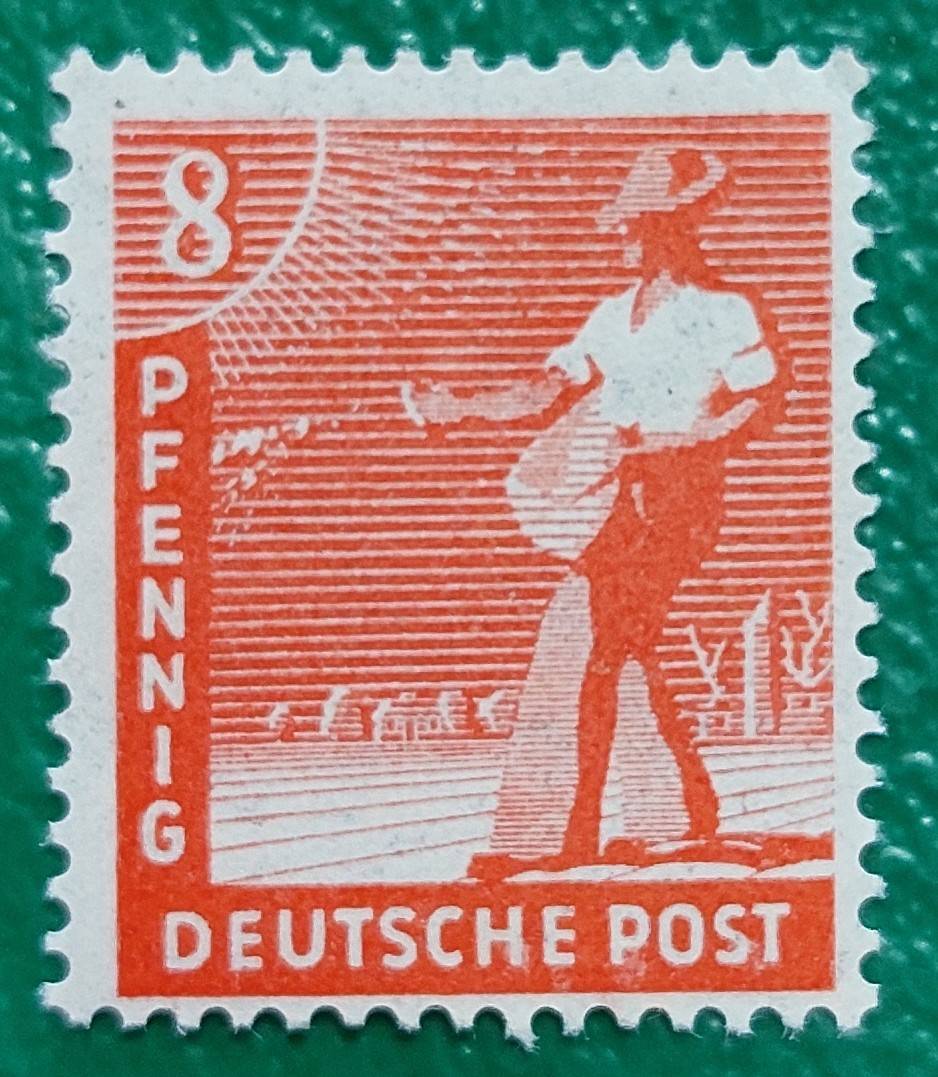 8
PFENNIG
DEUTSCHE POST